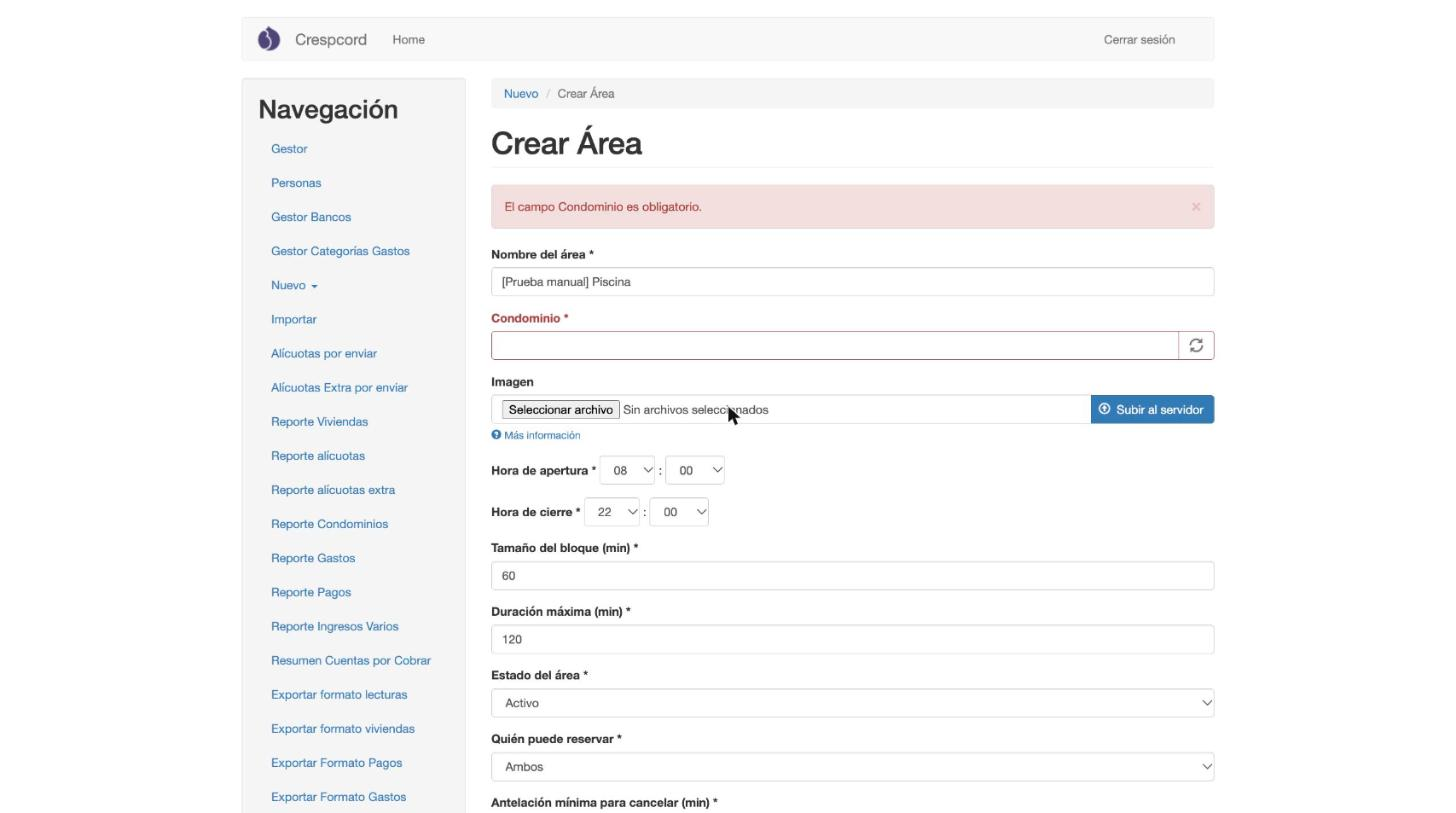 Crespcord Home Cerrar sesión
Navegación
Gestor
Personas
Gestor Bancos
Gestor Categorías Gastos
Nuevo
Importar
Alícuotas por enviar
Alícuotas Extra por enviar
Reporte Viviendas
Reporte alícuotas
Reporte alícuotas extra
Reporte Condominios
Reporte Gastos
Reporte Pagos
Reporte Ingresos Varios
Resumen Cuentas por Cobrar
Exportar formato lecturas
Exportar formato viviendas
Exportar Formato Pagos
Exportar Formato Gastos
Nuevo / Crear Área
Crear Área
El campo Condominio es obligatorio. ×
Nombre del área *
[Prueba manual] Piscina
Condominio *
Imagen
Seleccionar archivo Sin archivos seleccionados Subir al servidor
Más información
Hora de apertura * 08 : 00
Hora de cierre * 22 : 00
Tamaño del bloque (min) *
60
Duración máxima (min) *
120
Estado del área *
Activo
Quién puede reservar *
Ambos
Antelación mínima para cancelar (min) *